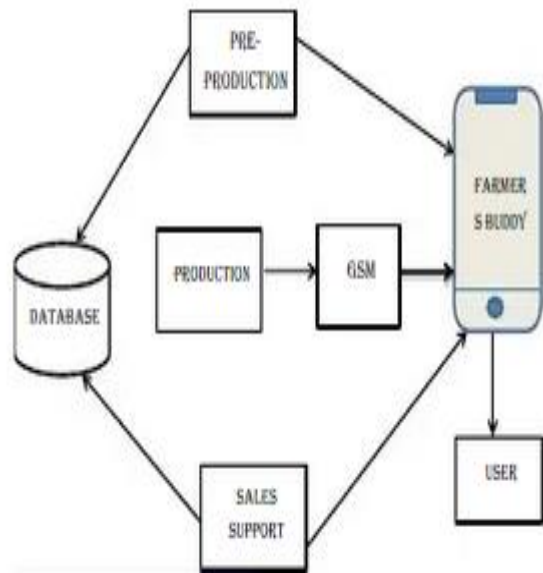 PRE-
PRODUCTION
FARMER
S BUDDY
PRODUCTION
GSM
DATABASE
SALES
SUPPORT
USER